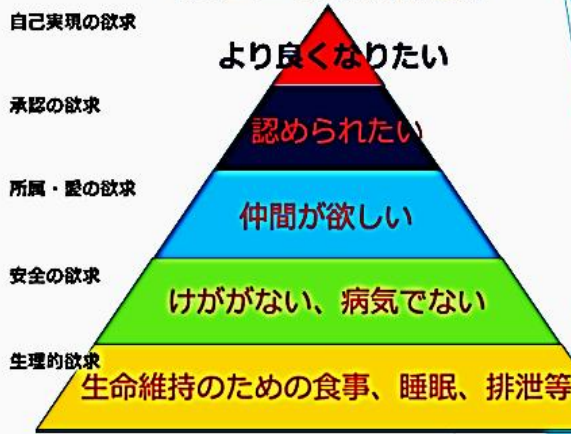 自己実現の欲求
より良くなりたい
承認の欲求
認められたい
所属・愛の欲求
仲間が欲しい
安全の欲求
けががない、病気でない
生理的欲求
生命維持のための食事、睡眠、排泄等